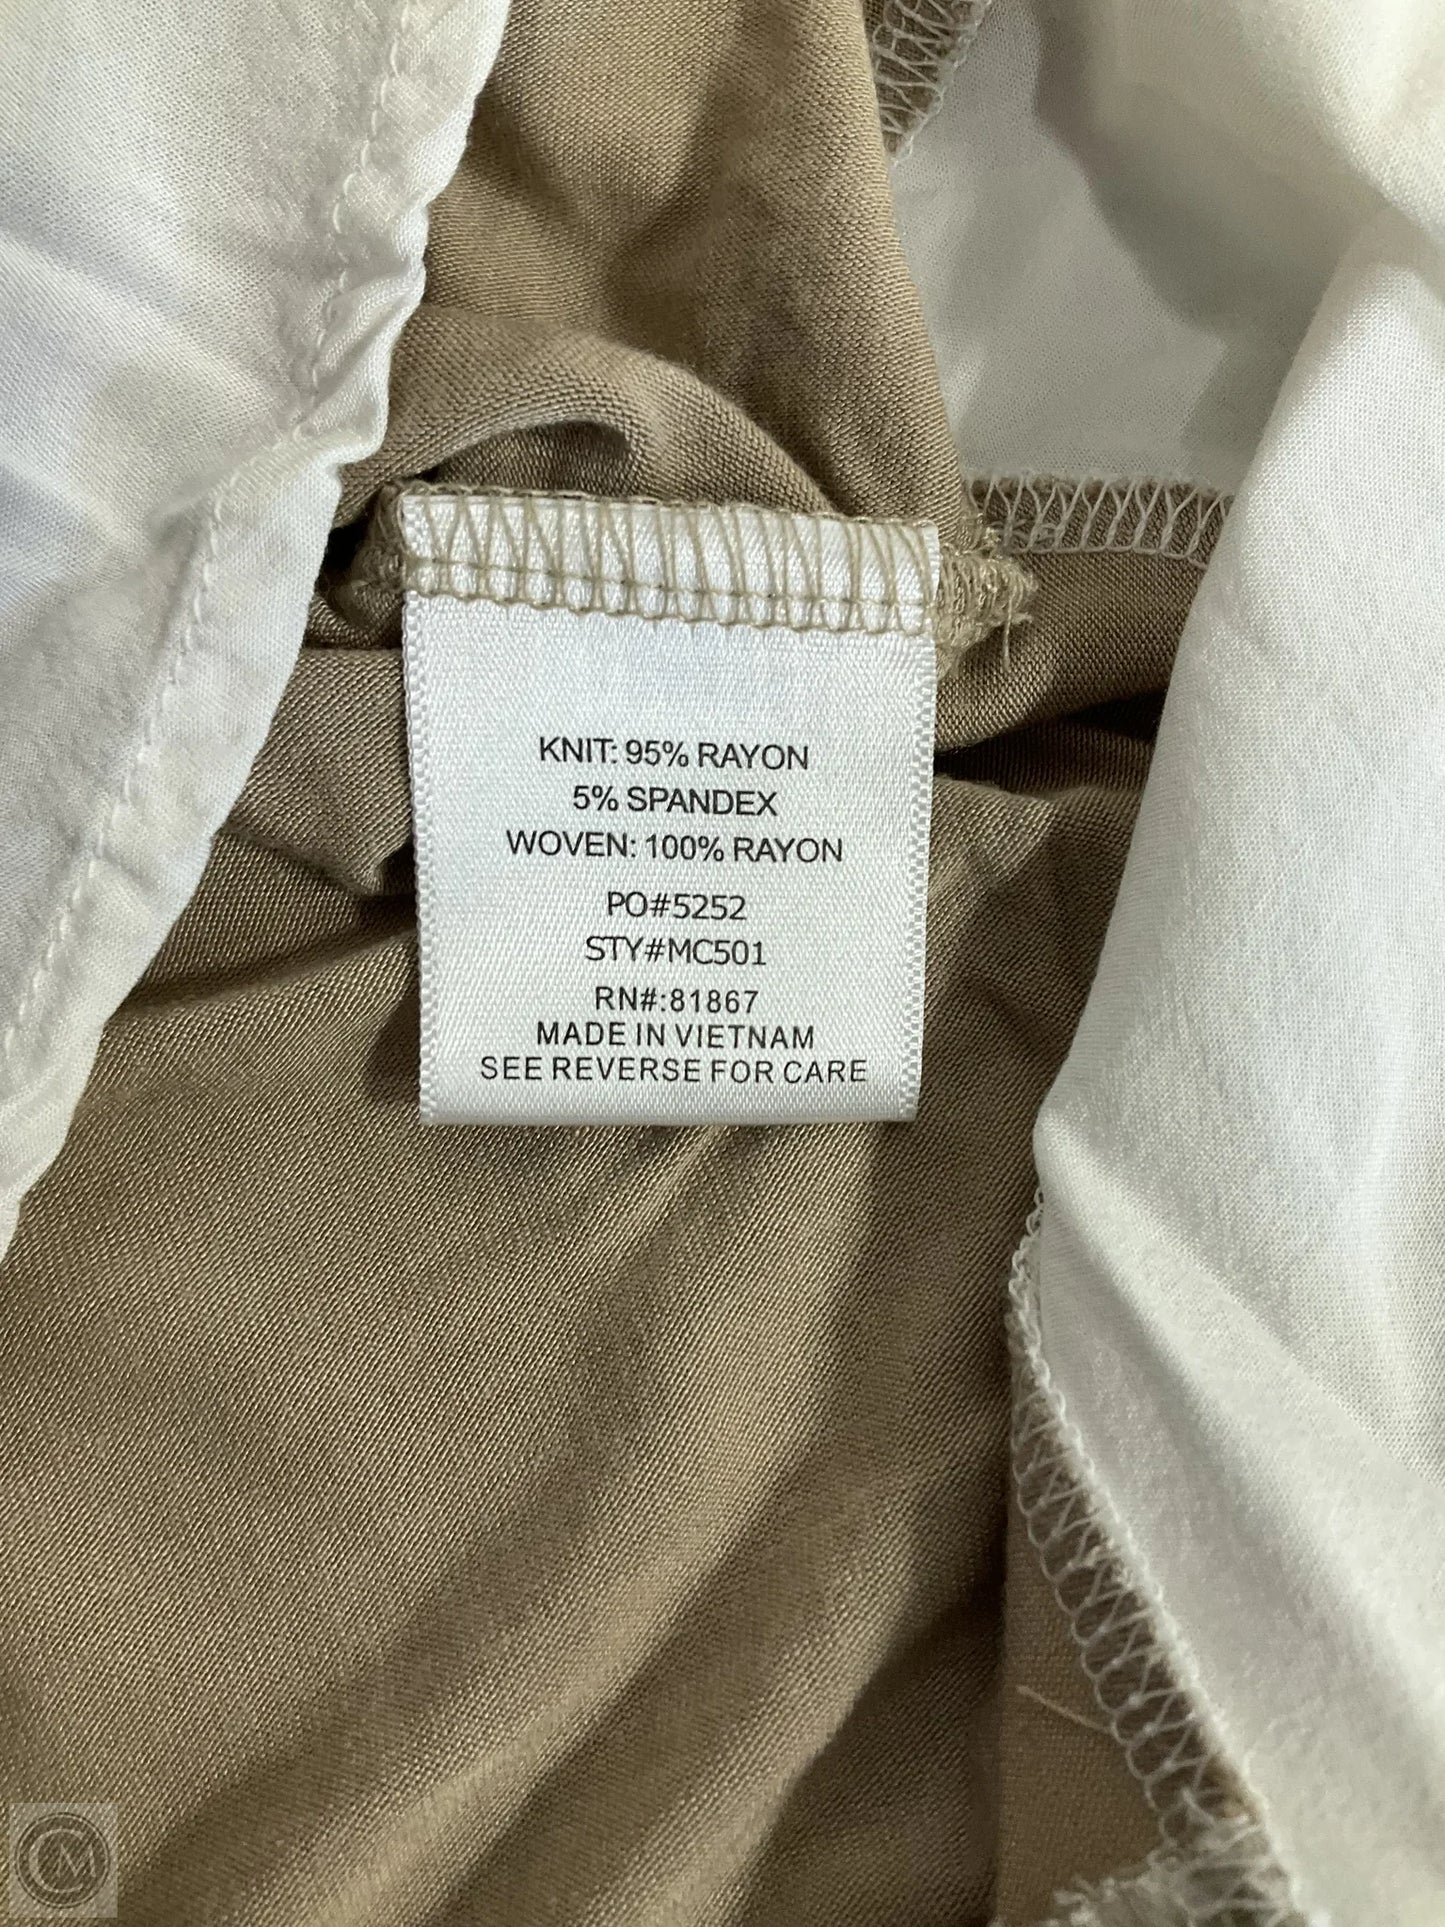 KNIT: 95% RAYON
5% SPANDEX
WOVEN: 100% RAYON
PO#5252
STY#MC501
RN#:81867
MADE IN VIETNAM
SEE REVERSE FOR CARE
CM